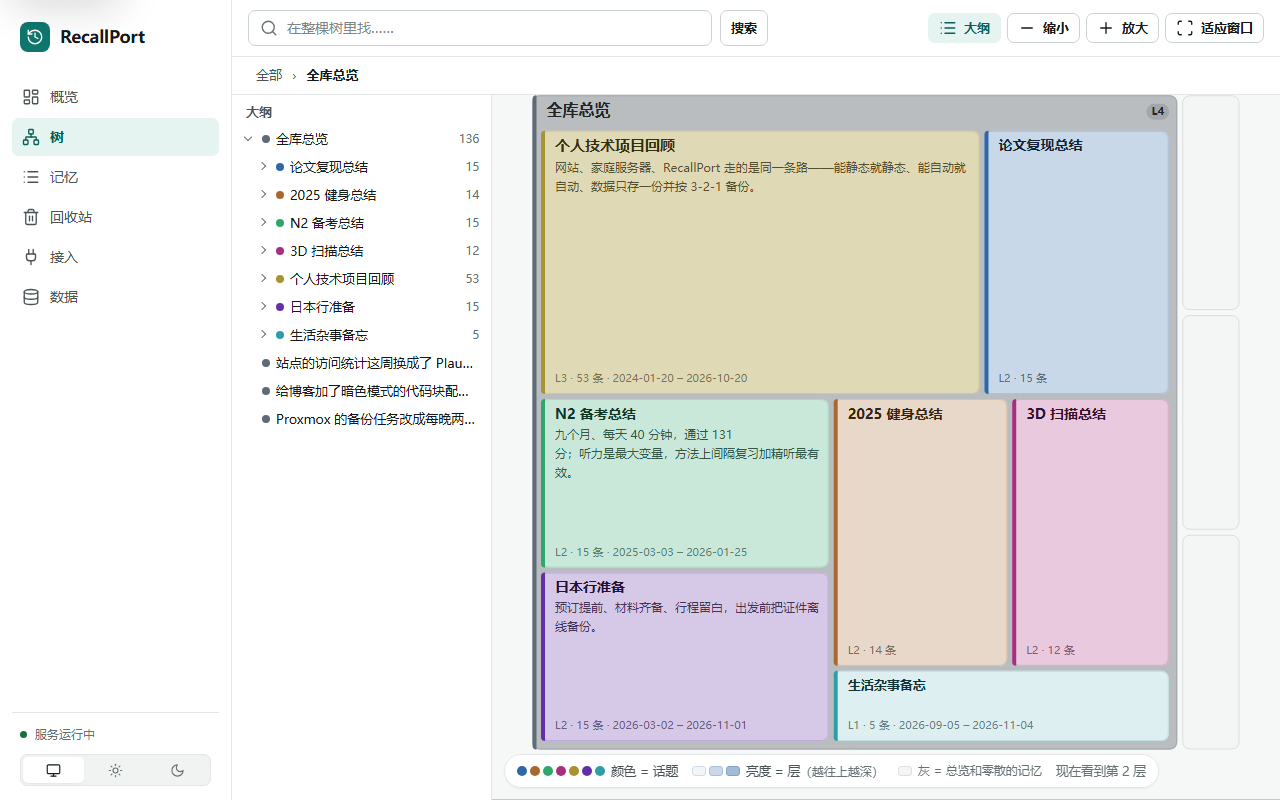 RecallPort
概览
树
记忆
回收站
接入
数据
服务运行中
在整棵树里找......
搜索
大纲
缩小
放大
适应窗口
全部 › 全库总览
大纲
全库总览 136
论文复现总结 15
2025 健身总结 14
N2 备考总结 15
3D 扫描总结 12
个人技术项目回顾 53
日本行准备 15
生活杂事备忘 5
站点的访问统计这周换成了 Plau...
给博客加了暗色模式的代码块配...
Proxmox 的备份任务改成每晚两...
全库总览 L4
个人技术项目回顾
网站、家庭服务器、RecallPort 走的是同一条路——能静态就静态、能自动就
自动、数据只存一份并按 3-2-1 备份。
L3 · 53 条 · 2024-01-20 – 2026-10-20
论文复现总结
L2 · 15 条
N2 备考总结
九个月、每天 40 分钟，通过 131
分；听力是最大变量，方法上间隔复习加精听最有
效。
L2 · 15 条 · 2025-03-03 – 2026-01-25
2025 健身总结
L2 · 14 条
3D 扫描总结
L2 · 12 条
日本行准备
预订提前、材料齐备、行程留白，出发前把证件离
线备份。
L2 · 15 条 · 2026-03-02 – 2026-11-01
生活杂事备忘
L1 · 5 条 · 2026-09-05 – 2026-11-04
颜色 = 话题 亮度 = 层（越往上越深） 灰 = 总览和零散的记忆 现在看到第 2 层